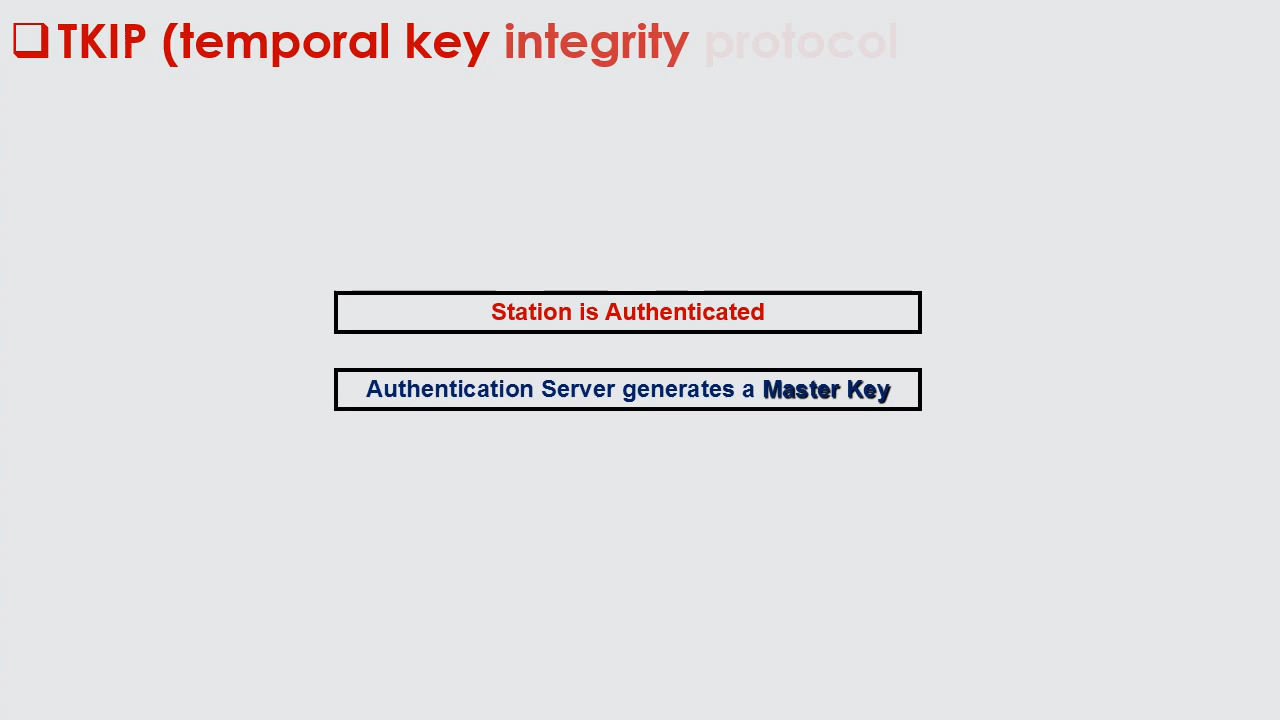 ❑ TKIP (temporal key integrity protocol
Station is Authenticated
Authentication Server generates a Master Key